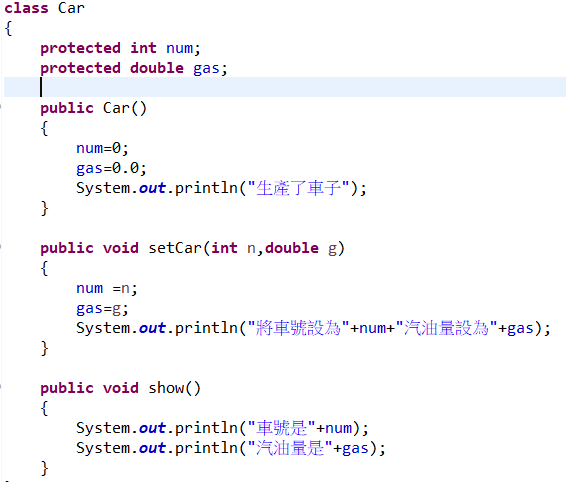 class Car
{
    protected int num;
    protected double gas;
    public Car()
    {
        num=0;
        gas=0.0;
        System.out.println("生產了車子");
    }
    public void setCar(int n,double g)
    {
        num =n;
        gas=g;
        System.out.println("將車號設為"+num+"汽油量設為"+gas);
    }
    public void show()
    {
        System.out.println("車號是"+num);
        System.out.println("汽油量是"+gas);
    }